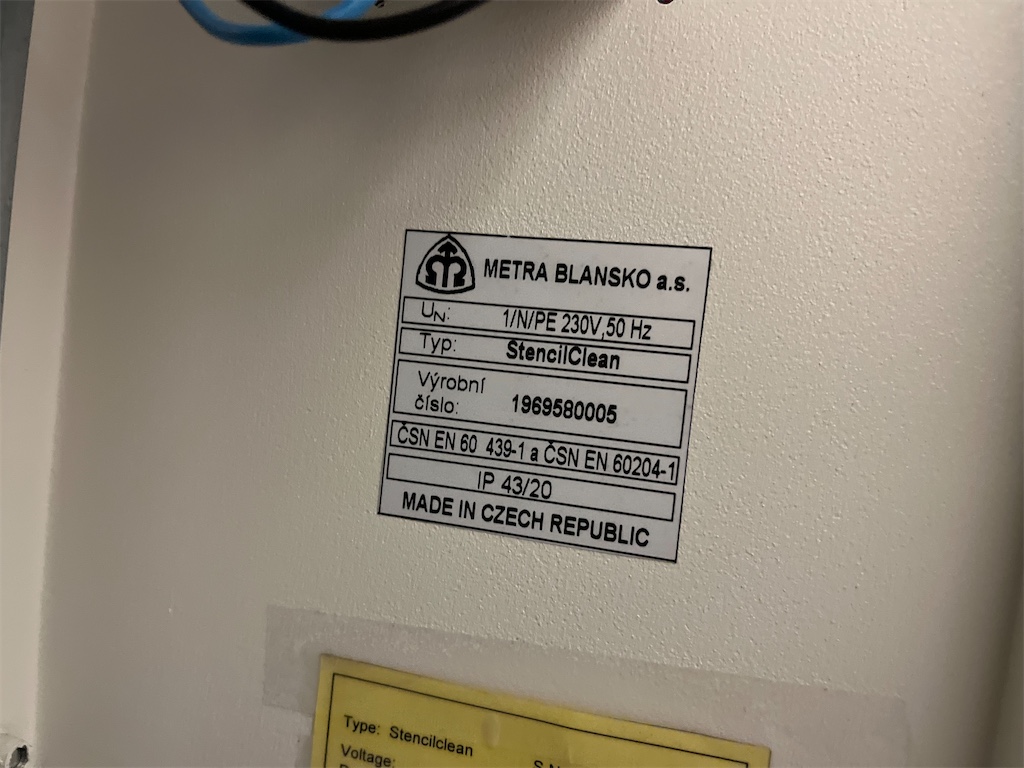 METRA BLANSKO a.s.
UN: 1/N/PE 230V,50 Hz
Typ: StencilClean
Výrobní
číslo: 1969580005
ČSN EN 60 439-1 a ČSN EN 60204-1
IP 43/20
MADE IN CZECH REPUBLIC
Type: Stencilclean
Voltage: